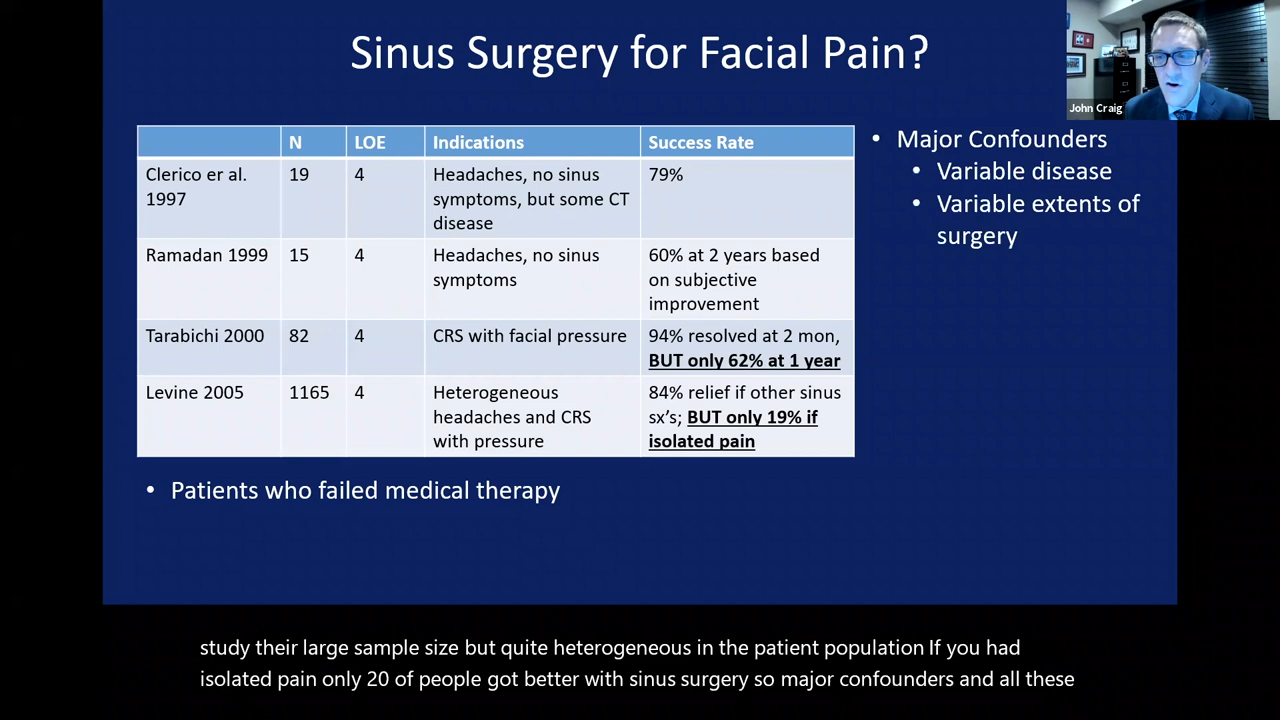 Sinus Surgery for Facial Pain?
John Craig
N LOE Indications Success Rate
Clerico er al.
1997
19
4
Headaches, no sinus
symptoms, but some CT
disease
79%
Ramadan 1999
15
4
Headaches, no sinus
symptoms
60% at 2 years based
on subjective
improvement
Tarabichi 2000
82
4
CRS with facial pressure
94% resolved at 2 mon,
BUT only 62% at 1 year
Levine 2005
1165
4
Heterogeneous
headaches and CRS
with pressure
84% relief if other sinus
sx's; BUT only 19% if
isolated pain
• Major Confounders
• Variable disease
• Variable extents of
surgery
• Patients who failed medical therapy
study their large sample size but quite heterogeneous in the patient population If you had
isolated pain only 20 of people got better with sinus surgery so major confounders and all these